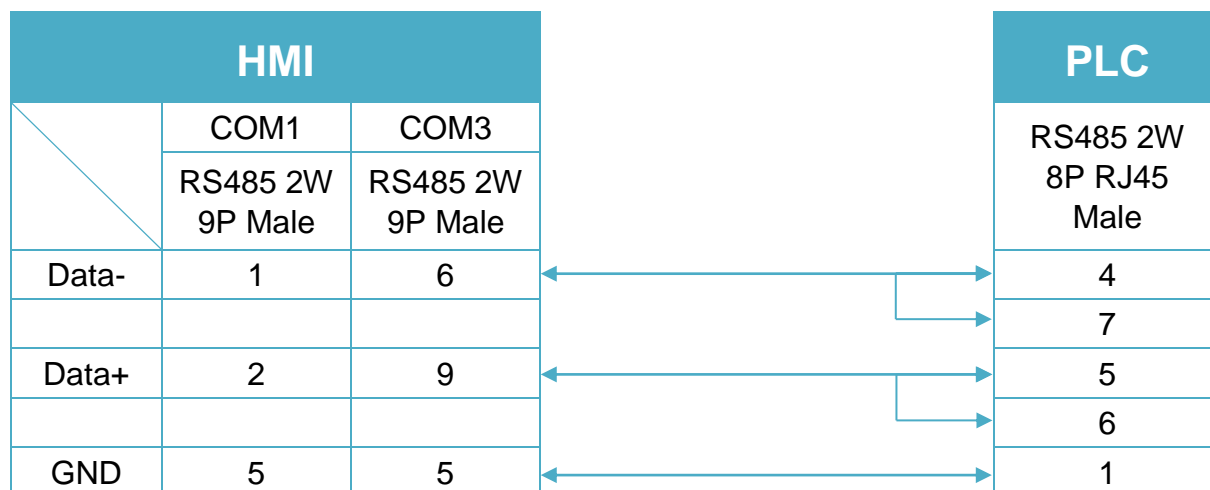 HMI PLC
COM1 COM3
RS485 2W RS485 2W RS485 2W
9P Male 9P Male 8P RJ45
Male
Data- 1 6 4
7
Data+ 2 9 5
6
GND 5 5 1